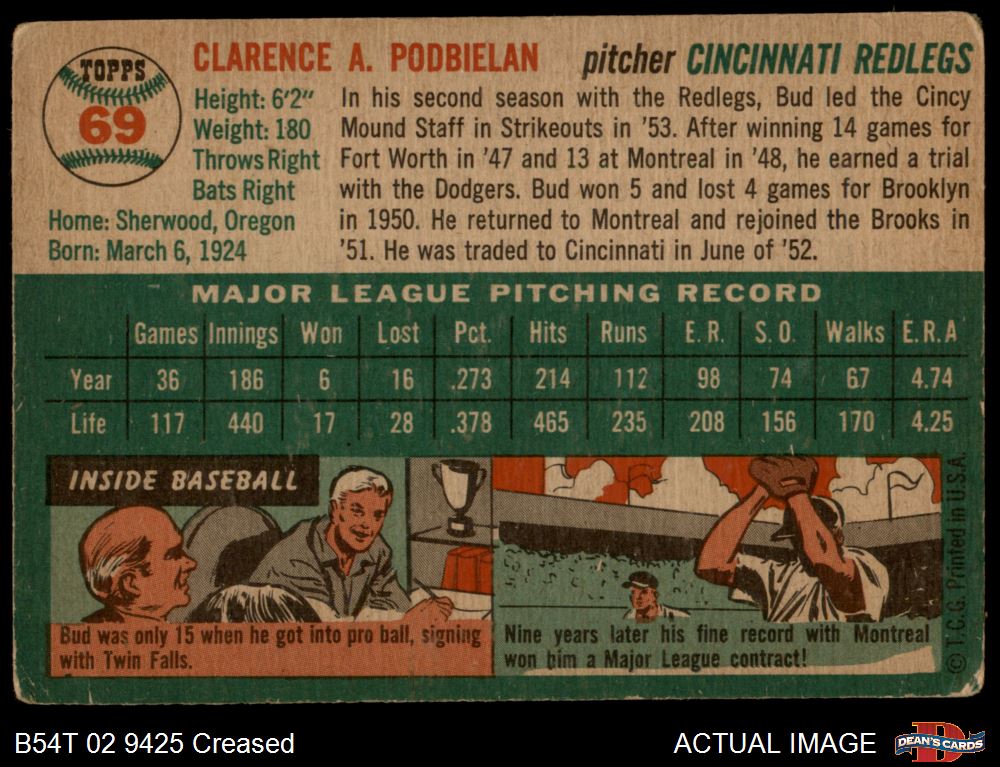 TOPPS
69
CLARENCE A. PODBIELAN pitcher CINCINNATI REDLEGS
Height: 6'2"
Weight: 180
Throws Right
Bats Right
Home: Sherwood, Oregon
Born: March 6, 1924
In his second season with the Redlegs, Bud led the Cincy
Mound Staff in Strikeouts in '53. After winning 14 games for
Fort Worth in '47 and 13 at Montreal in '48, he earned a trial
with the Dodgers. Bud won 5 and lost 4 games for Brooklyn
in 1950. He returned to Montreal and rejoined the Brooks in
'51. He was traded to Cincinnati in June of '52.
MAJOR LEAGUE PITCHING RECORD
Games Innings Won Lost Pct. Hits Runs E. R. S. O. Walks E.R.A
Year 36 186 6 16 .273 214 112 98 74 67 4.74
Life 117 440 17 28 .378 465 235 208 156 170 4.25
INSIDE BASEBALL
Bud was only 15 when he got into pro ball, signing
with Twin Falls.
Nine years later his fine record with Montreal
won him a Major League contract!
© T.C.G. Printed in U.S.A.
B54T 02 9425 Creased
ACTUAL IMAGE
D
DEAN'S CARDS